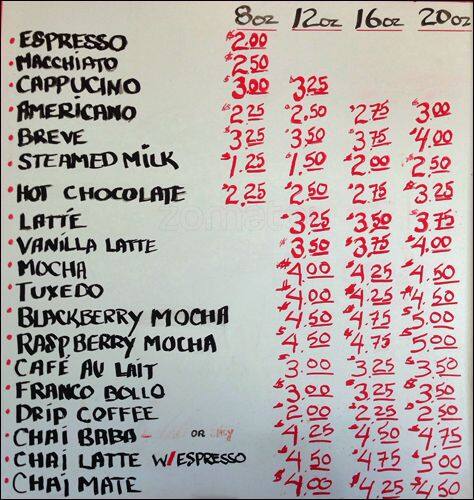 8oz 12oz 16oz 20oz
• ESPRESSO $2.00
• MACCHIATO $2.50
• CAPPUCINO $3.00 $3.25
• AMERICANO $2.25 $2.50 $2.75 $3.00
• BREVE $3.25 $3.50 $3.75 $4.00
• STEAMED MILK $1.25 $1.50 $2.00 $2.50
• HOT CHOCOLATE $2.25 $2.50 $2.75 $3.25
• LATTE $3.25 $3.50 $3.75
• VANILLA LATTE $3.50 $3.75 $4.00
• MOCHA $4.00 $4.25 $4.50
• TUXEDO $4.00 $4.25 $4.50
• BLACKBERRY MOCHA $4.50 $4.75 $5.00
• RASPBERRY MOCHA $4.50 $4.75 $5.00
• CAFÉ AU LAIT $3.00 $3.25 $3.50
• FRANCO BOLLO $3.00 $3.25 $3.50
• DRIP COFFEE $2.00 $2.25 $2.50
• CHAI BABA - OR $4.25 $4.50 $4.75
• CHAI LATTE W/ESPRESSO $4.50 $4.75 $5.00
• CHAI MATE $4.00 $4.25 $4.50